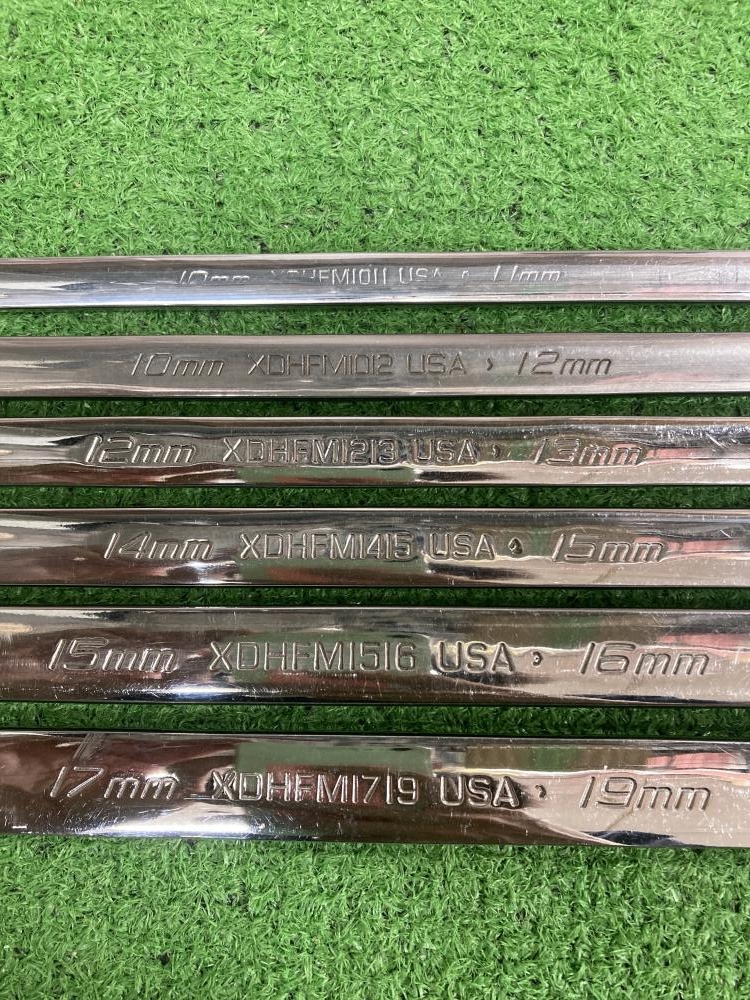 10mm XDHFM1011 USA 11mm
10mm XDHFM1012 USA 12mm
12mm XDHFM1213 USA 13mm
14mm XDHFM1415 USA 15mm
15mm XDHFM1516 USA 16mm
17mm XDHFM1719 USA 19mm